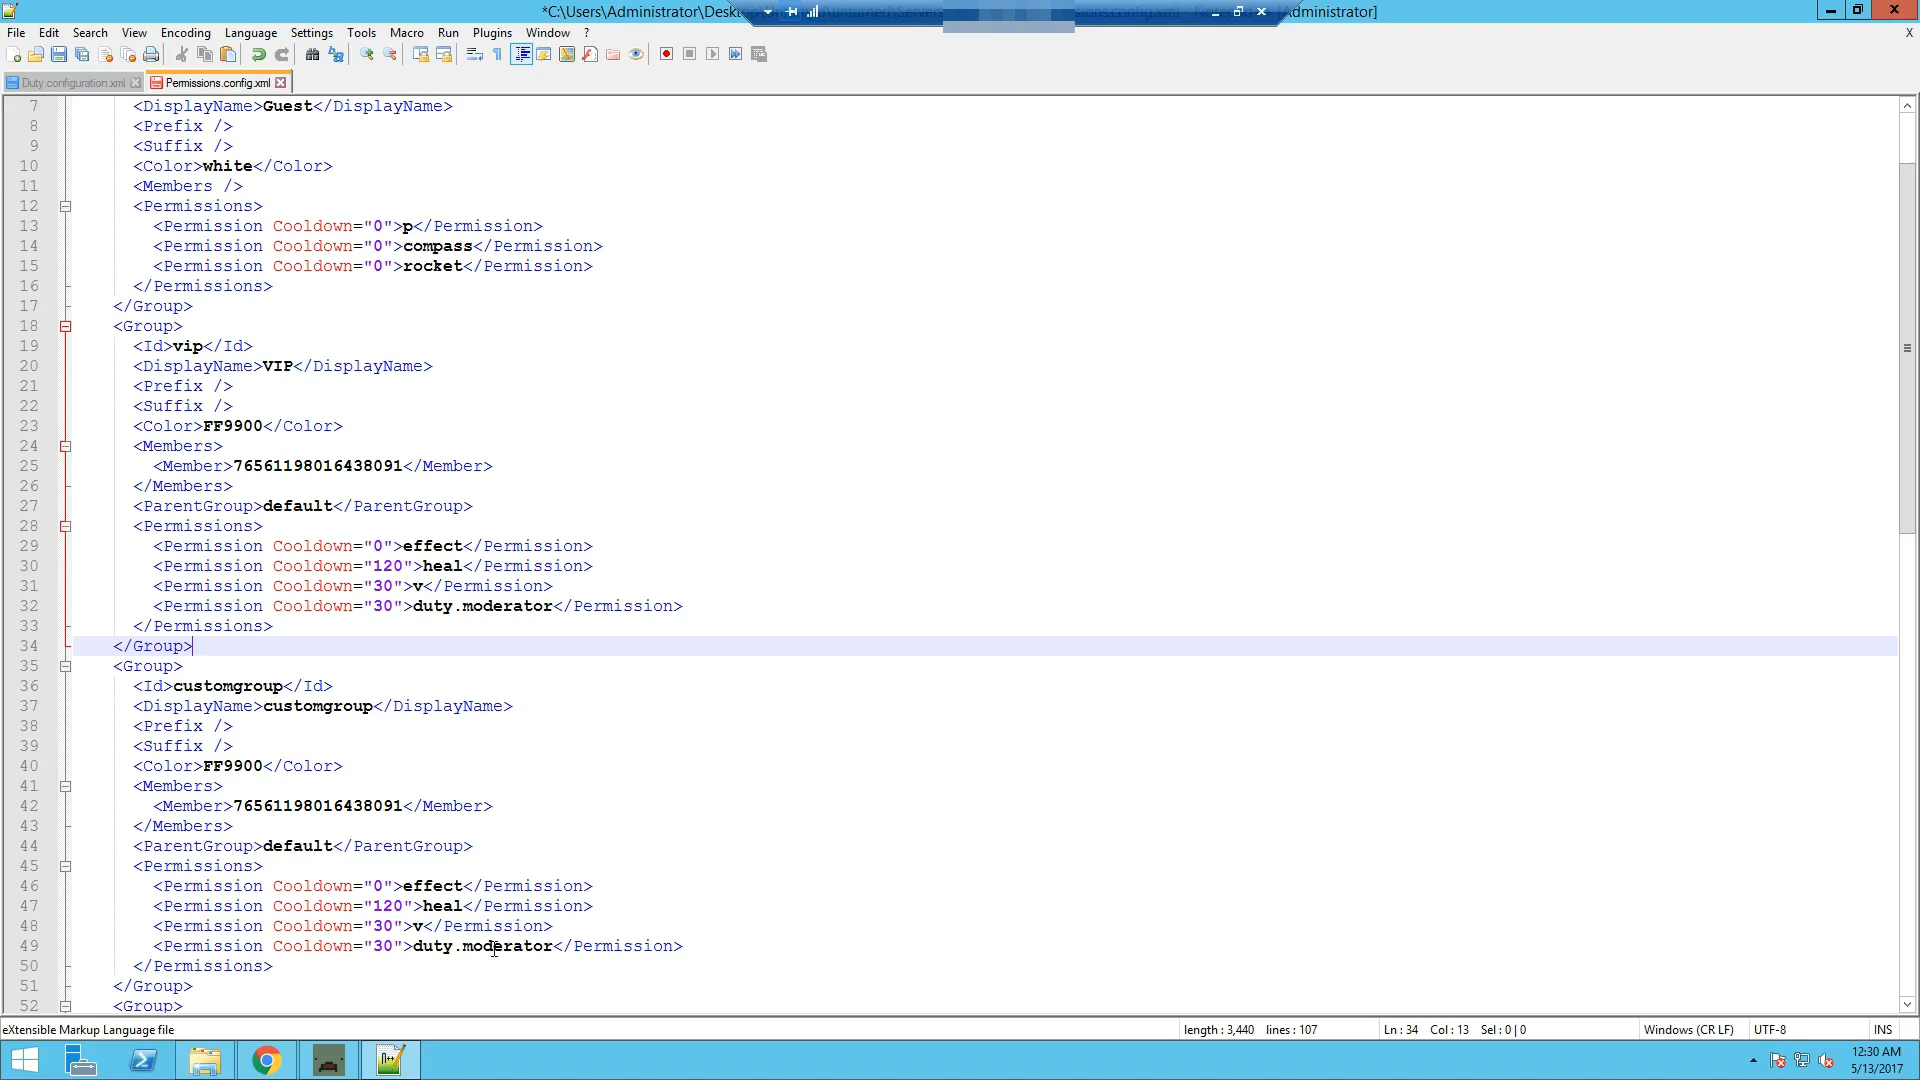 *C:\Users\Administrator\Deskto
Administrator]
File Edit Search View Encoding Language Settings Tools Macro Run Plugins Window ? X
Duty.configuration.xml Permissions.config.xml
7 <DisplayName>Guest</DisplayName>
8 <Prefix />
9 <Suffix />
10 <Color>white</Color>
11 <Members />
12 <Permissions>
13 <Permission Cooldown="0">p</Permission>
14 <Permission Cooldown="0">compass</Permission>
15 <Permission Cooldown="0">rocket</Permission>
16 </Permissions>
17 </Group>
18 <Group>
19 <Id>vip</Id>
20 <DisplayName>VIP</DisplayName>
21 <Prefix />
22 <Suffix />
23 <Color>FF9900</Color>
24 <Members>
25 <Member>76561198016438091</Member>
26 </Members>
27 <ParentGroup>default</ParentGroup>
28 <Permissions>
29 <Permission Cooldown="0">effect</Permission>
30 <Permission Cooldown="120">heal</Permission>
31 <Permission Cooldown="30">v</Permission>
32 <Permission Cooldown="30">duty.moderator</Permission>
33 </Permissions>
34 </Group>
35 <Group>
36 <Id>customgroup</Id>
37 <DisplayName>customgroup</DisplayName>
38 <Prefix />
39 <Suffix />
40 <Color>FF9900</Color>
41 <Members>
42 <Member>76561198016438091</Member>
43 </Members>
44 <ParentGroup>default</ParentGroup>
45 <Permissions>
46 <Permission Cooldown="0">effect</Permission>
47 <Permission Cooldown="120">heal</Permission>
48 <Permission Cooldown="30">v</Permission>
49 <Permission Cooldown="30">duty.moderator</Permission>
50 </Permissions>
51 </Group>
52 <Group>
eXtensible Markup Language file length : 3,440 lines : 107 Ln : 34 Col : 13 Sel : 0 | 0 Windows (CR LF) UTF-8 INS
12:30 AM
5/13/2017